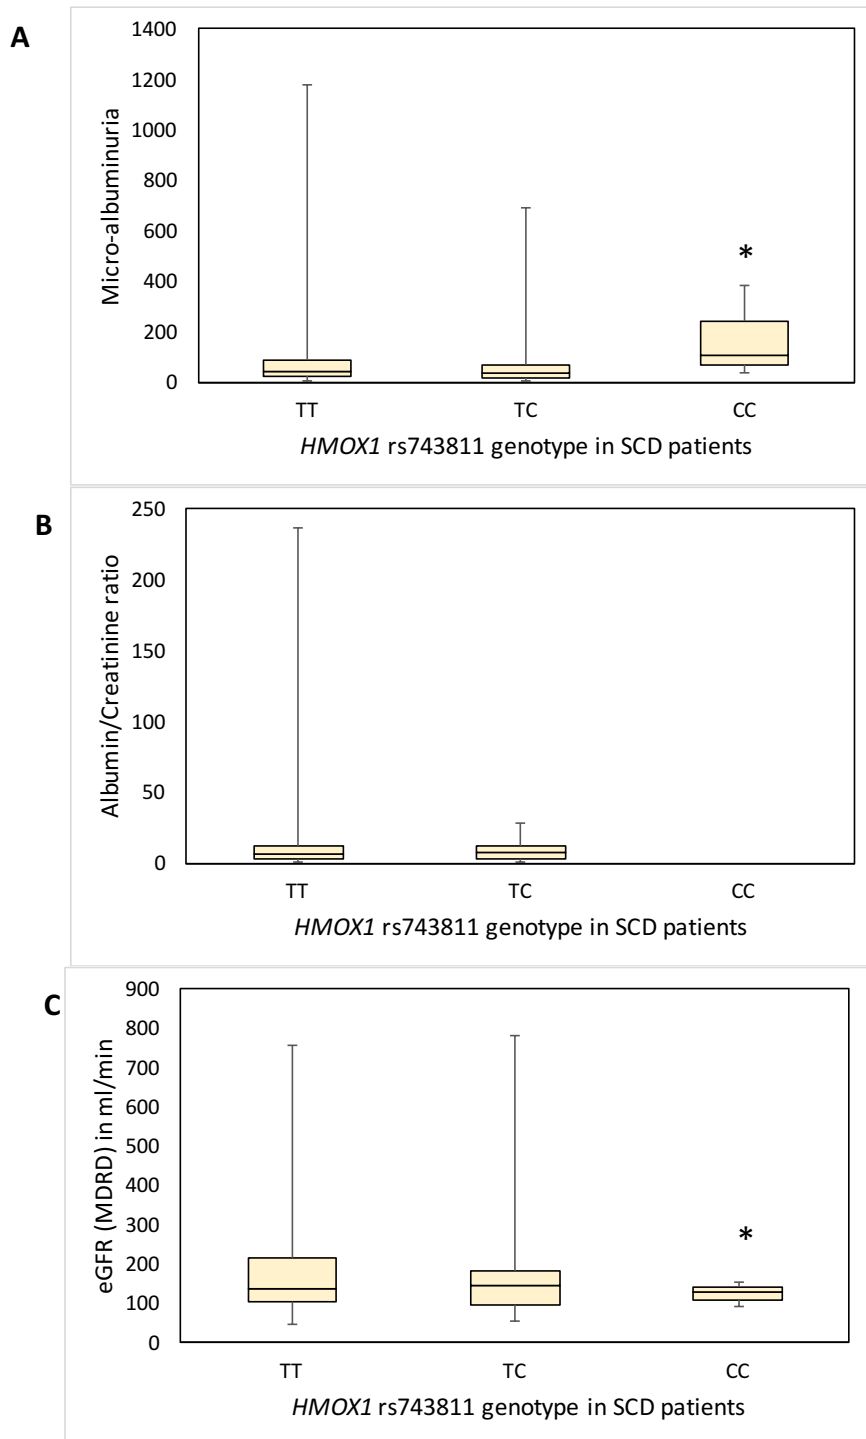 A
1400
1200
1000
800
600
400
200
0
Micro-albuminuria
*
TT TC CC
HMOX1 rs743811 genotype in SCD patients
B
250
200
150
100
50
0
Albumin/Creatinine ratio
TT TC CC
HMOX1 rs743811 genotype in SCD patients
C
900
800
700
600
500
400
300
200
100
0
eGFR (MDRD) in ml/min
*
TT TC CC
HMOX1 rs743811 genotype in SCD patients